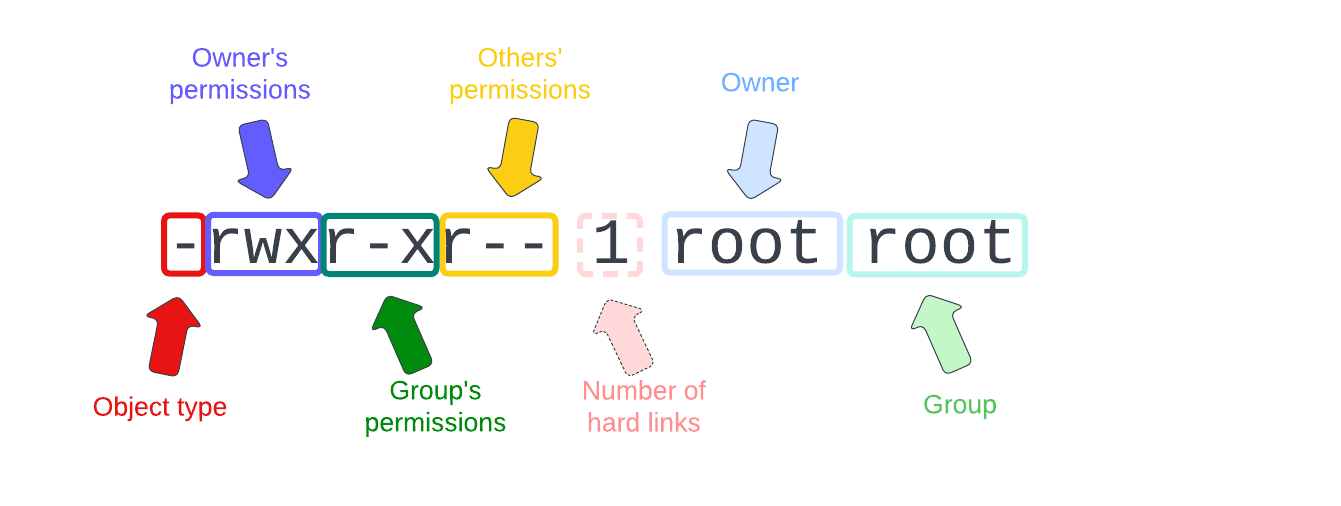 Owner's
permissions
Others'
permissions
Owner
-rwxr-xr-- 1 root root
Object type
Group's
permissions
Number of
hard links
Group